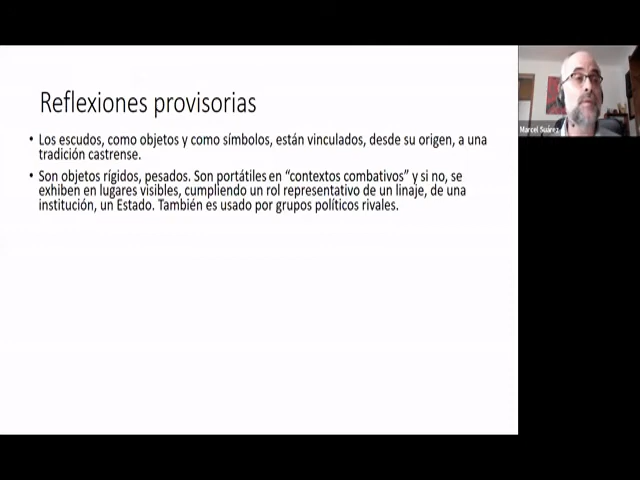 Reflexiones provisorias
• Los escudos, como objetos y como símbolos, están vinculados, desde su origen, a una
tradición castrense.
• Son objetos rígidos, pesados. Son portátiles en “contextos combativos” y si no, se
exhiben en lugares visibles, cumpliendo un rol representativo de un linaje, de una
institución, un Estado. También es usado por grupos políticos rivales.
Marcel Suárez